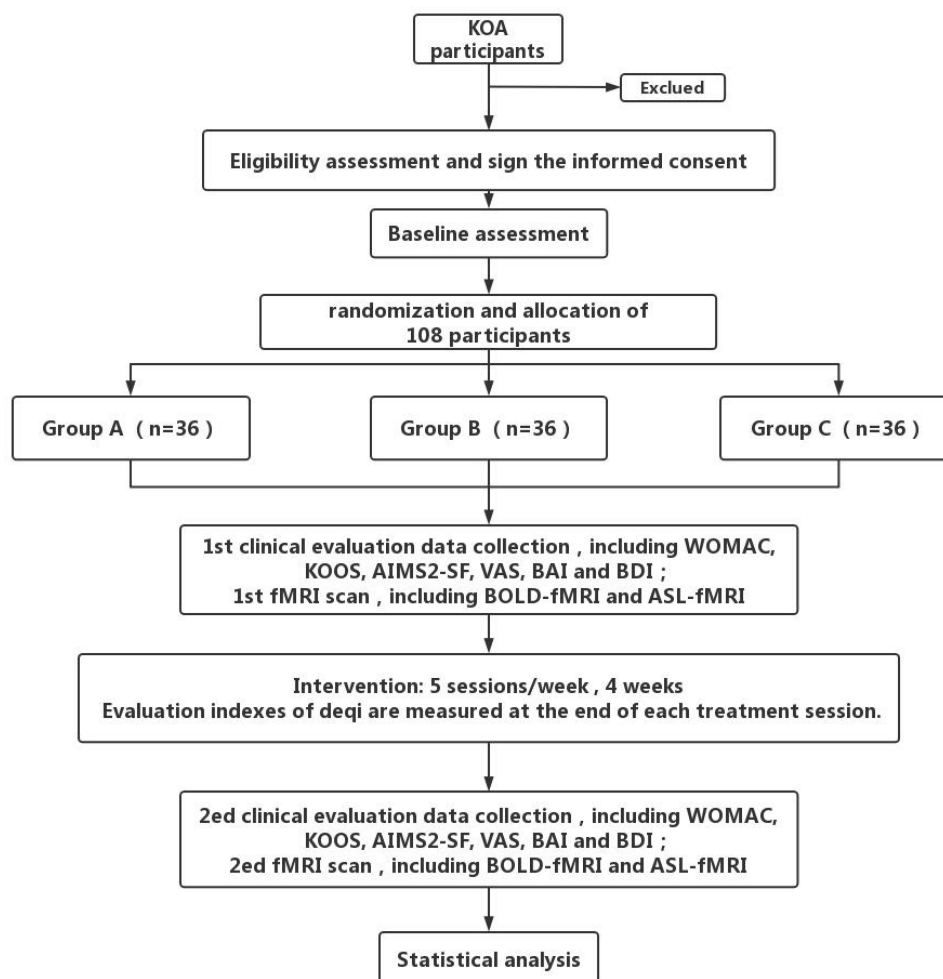 KOA
participants
Exclued
Eligibility assessment and sign the informed consent
Baseline assessment
randomization and allocation of
108 participants
Group A（n=36）
Group B（n=36）
Group C（n=36）
1st clinical evaluation data collection，including WOMAC,
KOOS, AIMS2-SF, VAS, BAI and BDI；
1st fMRI scan，including BOLD-fMRI and ASL-fMRI
Intervention: 5 sessions/week , 4 weeks
Evaluation indexes of deqi are measured at the end of each treatment session.
2ed clinical evaluation data collection，including WOMAC,
KOOS, AIMS2-SF, VAS, BAI and BDI；
2ed fMRI scan，including BOLD-fMRI and ASL-fMRI
Statistical analysis